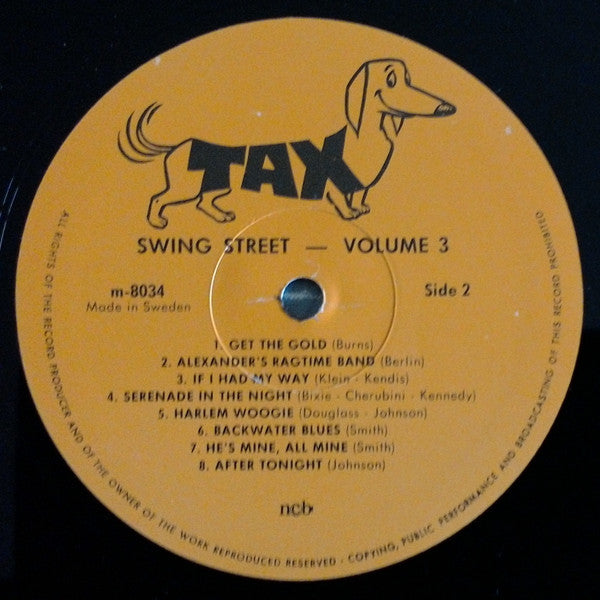 TAX
SWING STREET — VOLUME 3
m-8034
Made in Sweden
Side 2
1. GET THE GOLD (Burns)
2. ALEXANDER'S RAGTIME BAND (Berlin)
3. IF I HAD MY WAY (Klein - Kendis)
4. SERENADE IN THE NIGHT (Bixie - Cherubini - Kennedy)
5. HARLEM WOOGIE (Douglass - Johnson)
6. BACKWATER BLUES (Smith)
7. HE'S MINE, ALL MINE (Smith)
8. AFTER TONIGHT (Johnson)
ncb
ALL RIGHTS OF THE RECORD PRODUCER AND OF THE OWNER OF THE WORK REPRODUCED RESERVED - COPYING, PUBLIC PERFORMANCE AND BROADCASTING OF THIS RECORD PROHIBITED